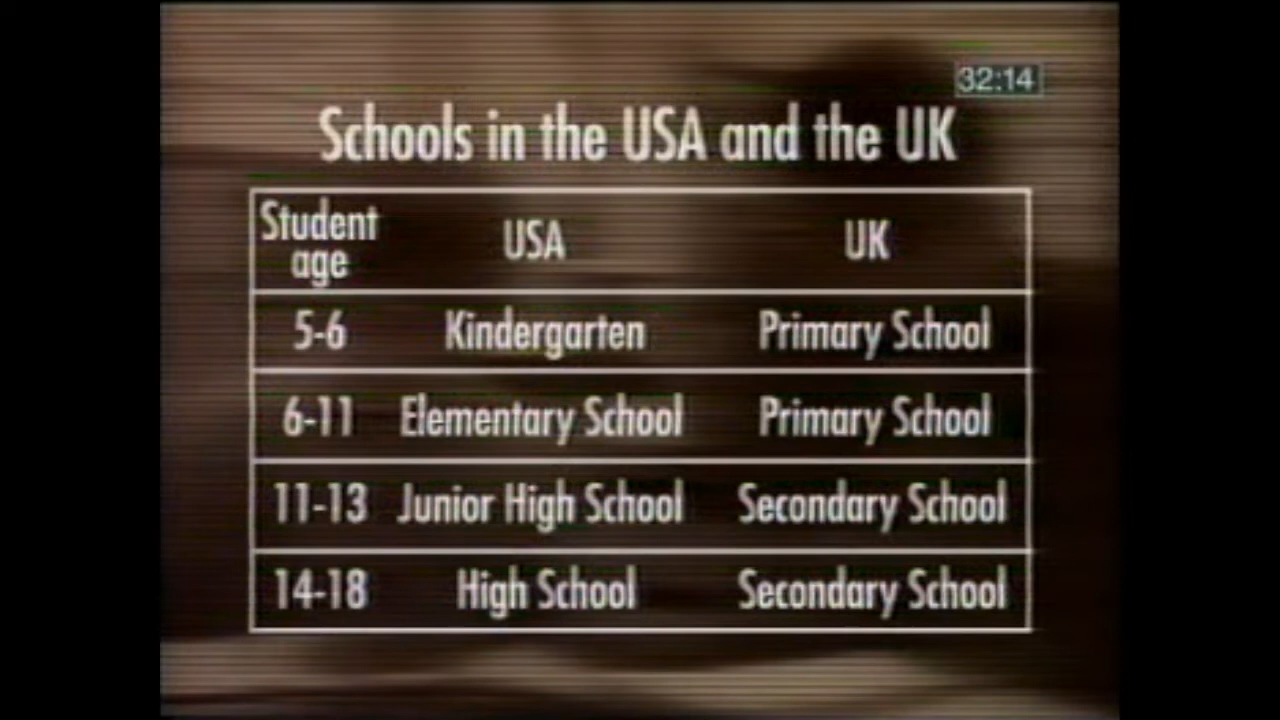 32:14
Schools in the USA and the UK
Student age USA UK
5-6 Kindergarten Primary School
6-11 Elementary School Primary School
11-13 Junior High School Secondary School
14-18 High School Secondary School